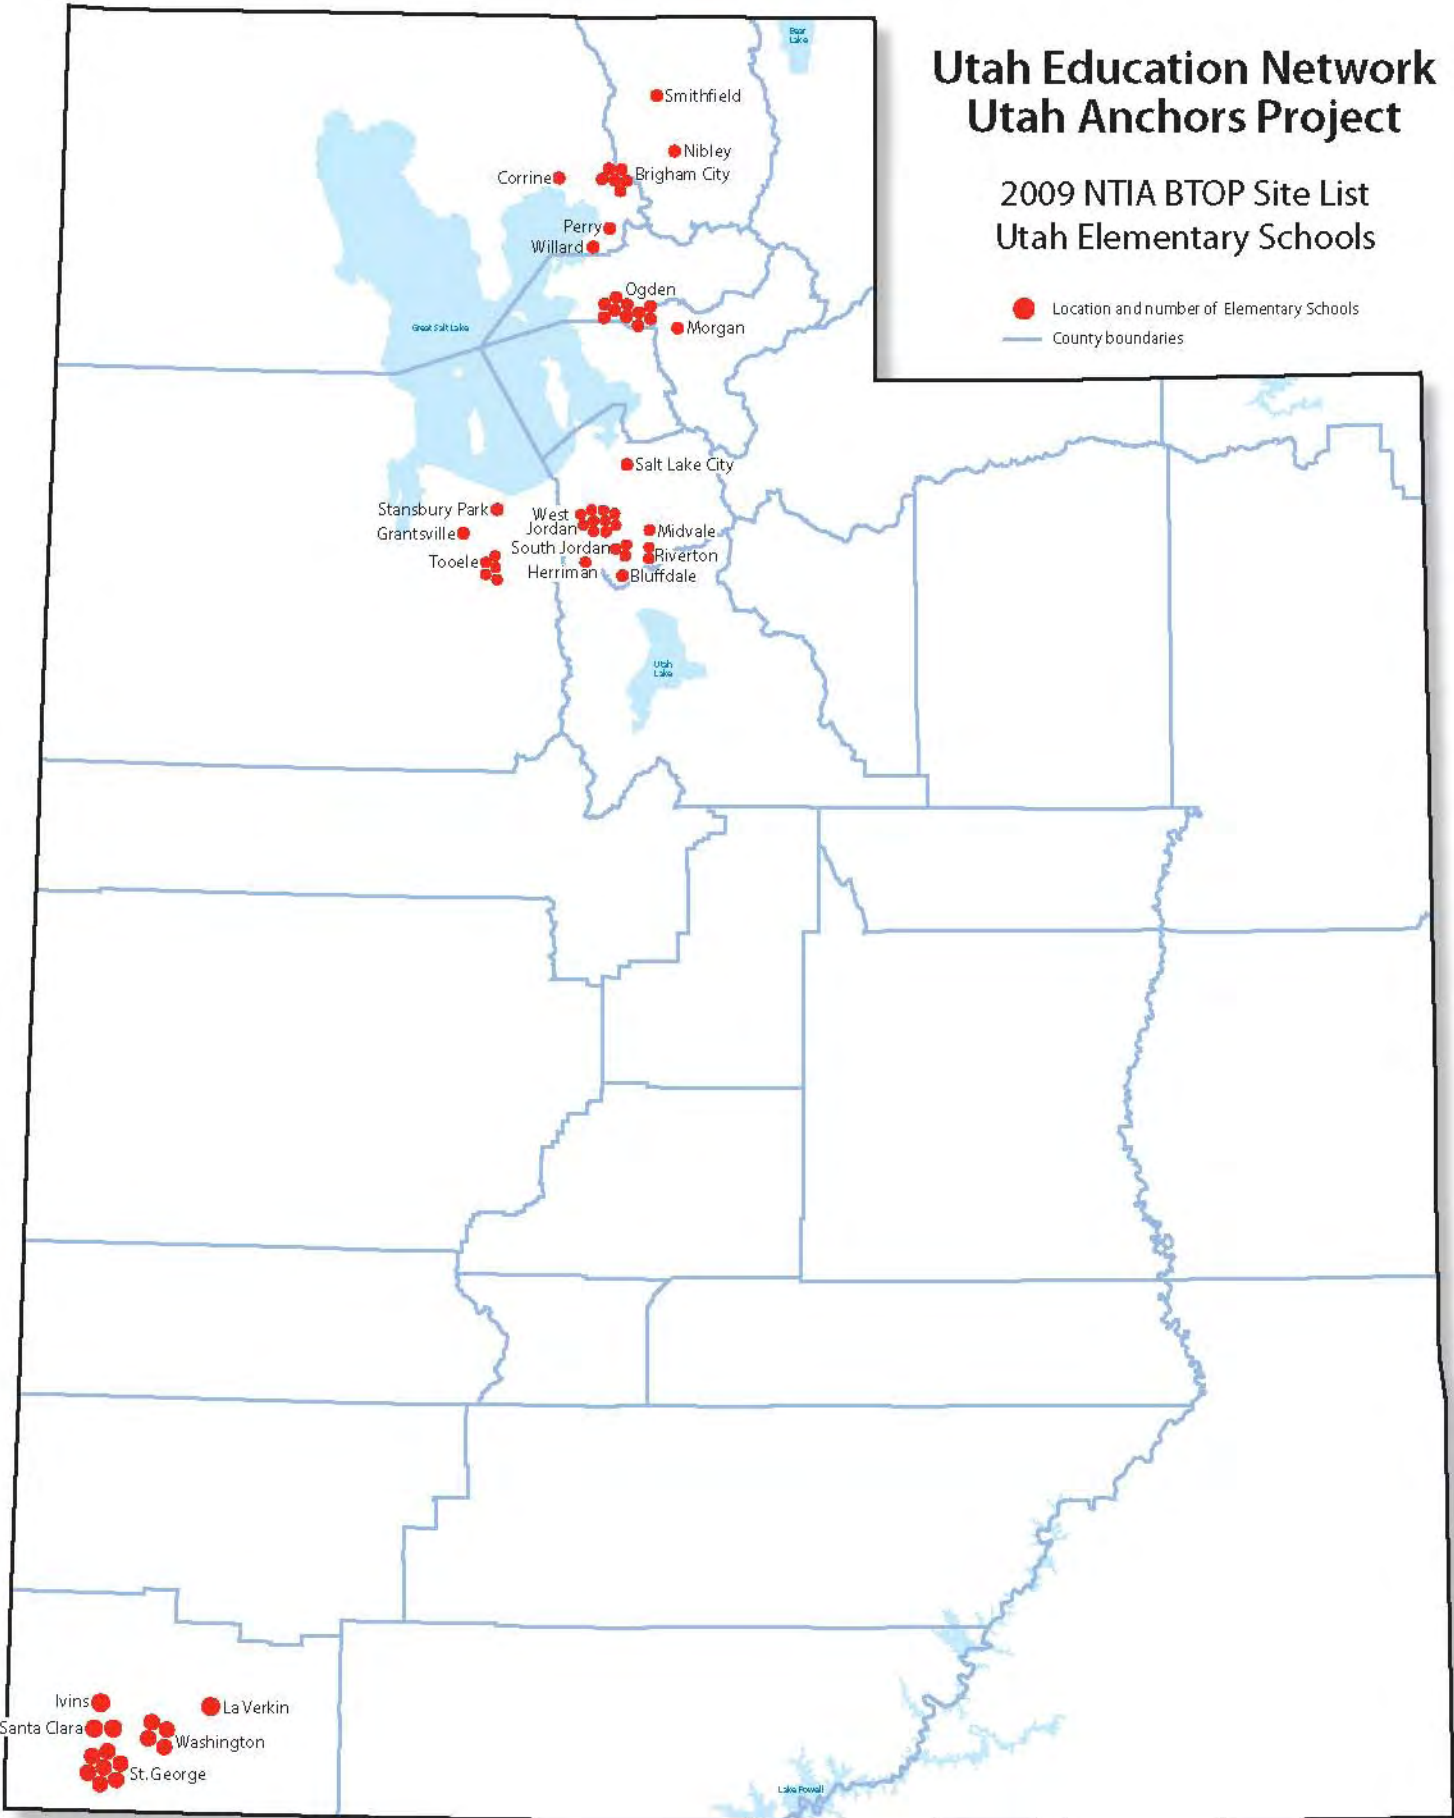 Utah Education Network
Utah Anchors Project
2009 NTIA BTOP Site List
Utah Elementary Schools
Location and number of Elementary Schools
County boundaries
Bear
Lake
Smithfield
Nibley
Corrine
Brigham City
Perry
Willard
Ogden
Great Salt Lake
Morgan
Salt Lake City
Stansbury Park
West
Jordan
Grantsville
Midvale
South Jordan
Riverton
Tooele
Herriman
Bluffdale
Utah
Lake
Ivins
La Verkin
Santa Clara
Washington
St. George
Lake Powell